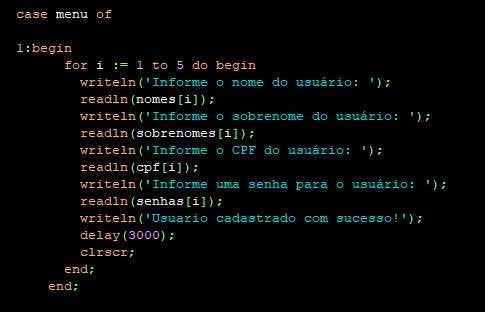 case menu of
1:begin
for i := 1 to 5 do begin
writeln('Informe o nome do usuário: ');
readln(nomes[i]);
writeln('Informe o sobrenome do usuário: ');
readln(sobrenomes[i]);
writeln('Informe o CPF do usuário: ');
readln(cpf[i]);
writeln('Informe uma senha para o usuário: ');
readln(senhas[i]);
writeln('Usuario cadastrado com sucesso!');
delay(3000);
clrscr;
end;
end;